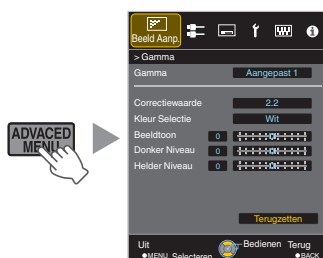 Beeld Aanp.
> Gamma
Gamma Aangepast 1
Correctiewaarde 2.2
Kleur Selectie Wit
Beeldtoon 0
Donker Niveau 0
Helder Niveau 0
ADVACED
MENU
Terugzetten
Uit Bedienen Terug
●MENU Selecteren ●BACK